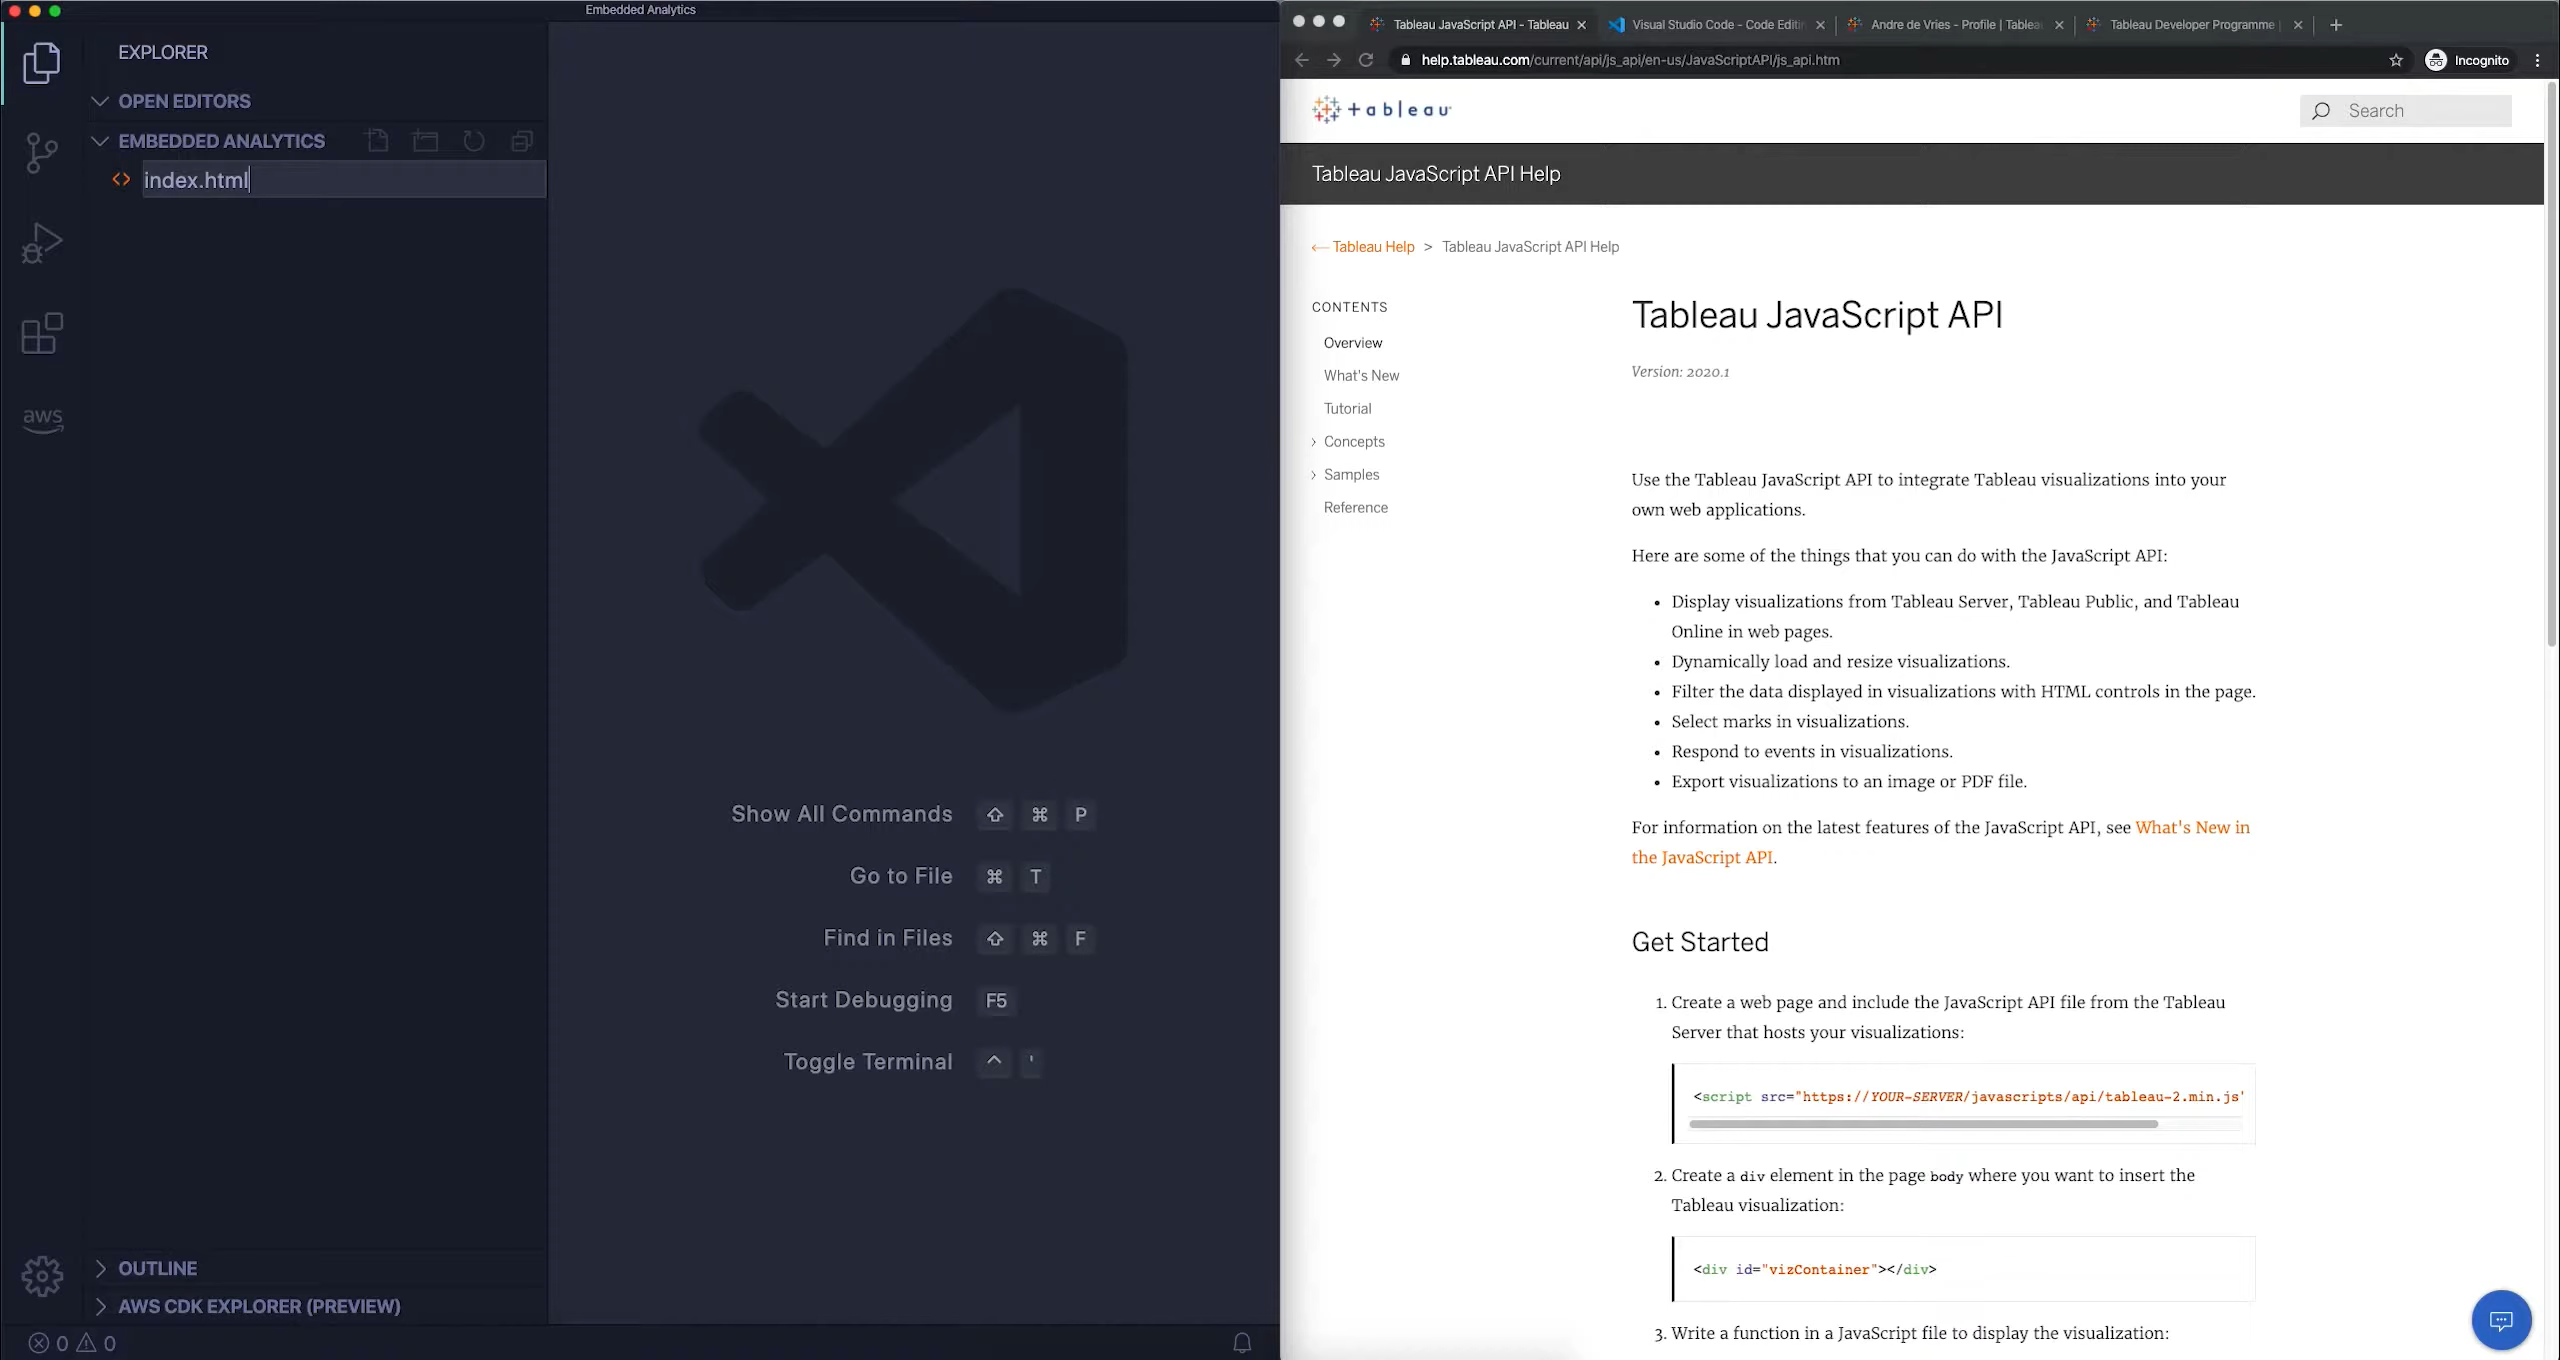 Embedded Analytics
EXPLORER
OPEN EDITORS
EMBEDDED ANALYTICS
index.html
aws
Show All Commands ⇧ ⌘ P
Go to File ⌘ T
Find in Files ⇧ ⌘ F
Start Debugging F5
Toggle Terminal ^ '
OUTLINE
AWS CDK EXPLORER (PREVIEW)
0 0
Tableau JavaScript API - Tableau
Visual Studio Code - Code Editi
Andre de Vries - Profile | Tablea
Tableau Developer Programme
help.tableau.com/current/api/js_api/en-us/JavaScriptAPI/js_api.htm
Incognito
+ableau
Search
Tableau JavaScript API Help
Tableau Help > Tableau JavaScript API Help
CONTENTS
Overview
What's New
Tutorial
Concepts
Samples
Reference
Tableau JavaScript API
Version: 2020.1
Use the Tableau JavaScript API to integrate Tableau visualizations into your
own web applications.
Here are some of the things that you can do with the JavaScript API:
• Display visualizations from Tableau Server, Tableau Public, and Tableau
Online in web pages.
• Dynamically load and resize visualizations.
• Filter the data displayed in visualizations with HTML controls in the page.
• Select marks in visualizations.
• Respond to events in visualizations.
• Export visualizations to an image or PDF file.
For information on the latest features of the JavaScript API, see What's New in
the JavaScript API.
Get Started
1. Create a web page and include the JavaScript API file from the Tableau
Server that hosts your visualizations:
<script src="https://YOUR-SERVER/javascripts/api/tableau-2.min.js'
2. Create a div element in the page body where you want to insert the
Tableau visualization:
<div id="vizContainer"></div>
3. Write a function in a JavaScript file to display the visualization: